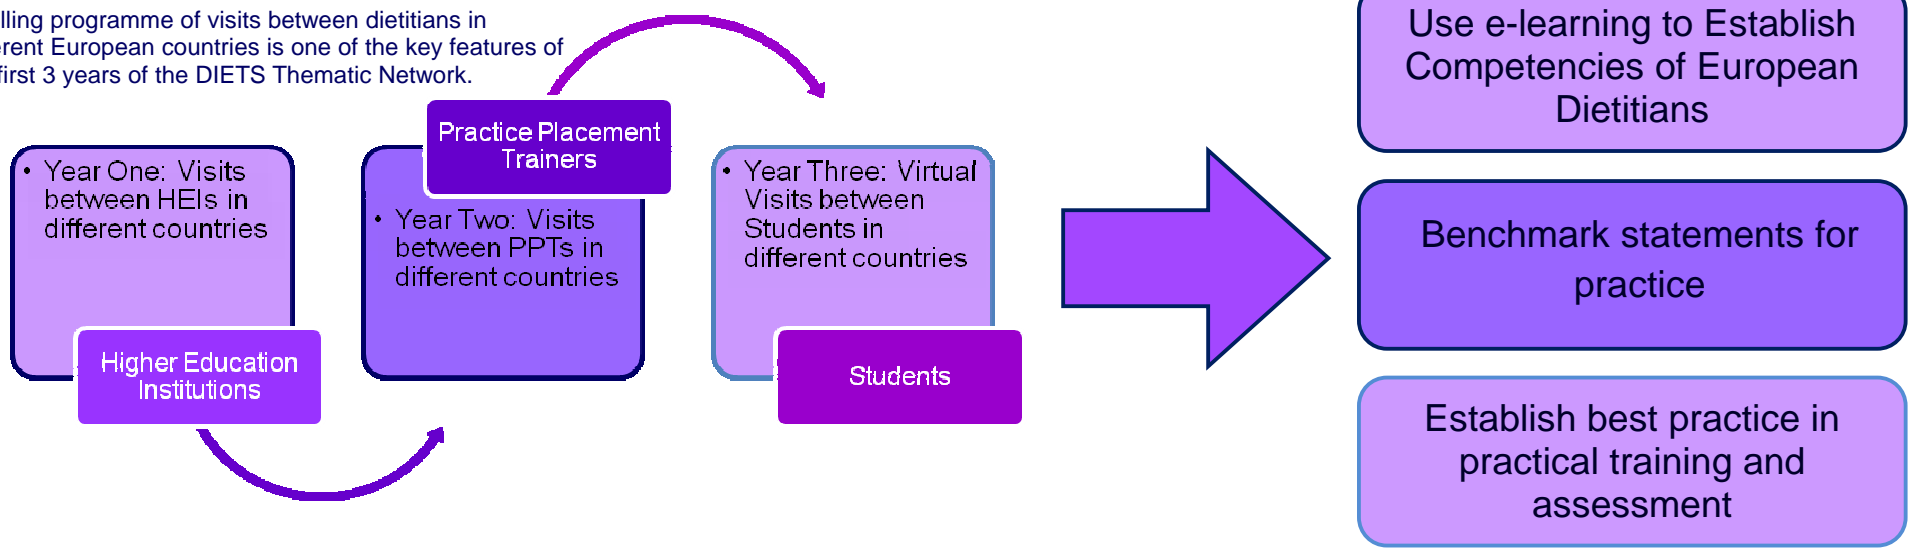 lling programme of visits between dietitians in
erent European countries is one of the key features of
first 3 years of the DIETS Thematic Network.
Practice Placement
Trainers
• Year One: Visits
between HEIs in
different countries
• Year Two: Visits
between PPTs in
different countries
• Year Three: Virtual
Visits between
Students in
different countries
Higher Education
Institutions
Students
Use e-learning to Establish
Competencies of European
Dietitians
Benchmark statements for
practice
Establish best practice in
practical training and
assessment